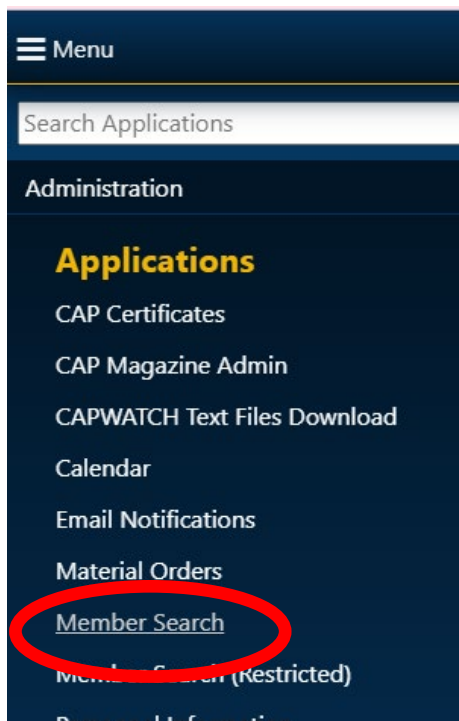 Menu
Search Applications
Administration
Applications
CAP Certificates
CAP Magazine Admin
CAPWATCH Text Files Download
Calendar
Email Notifications
Material Orders
Member Search
Member Search (Restricted)